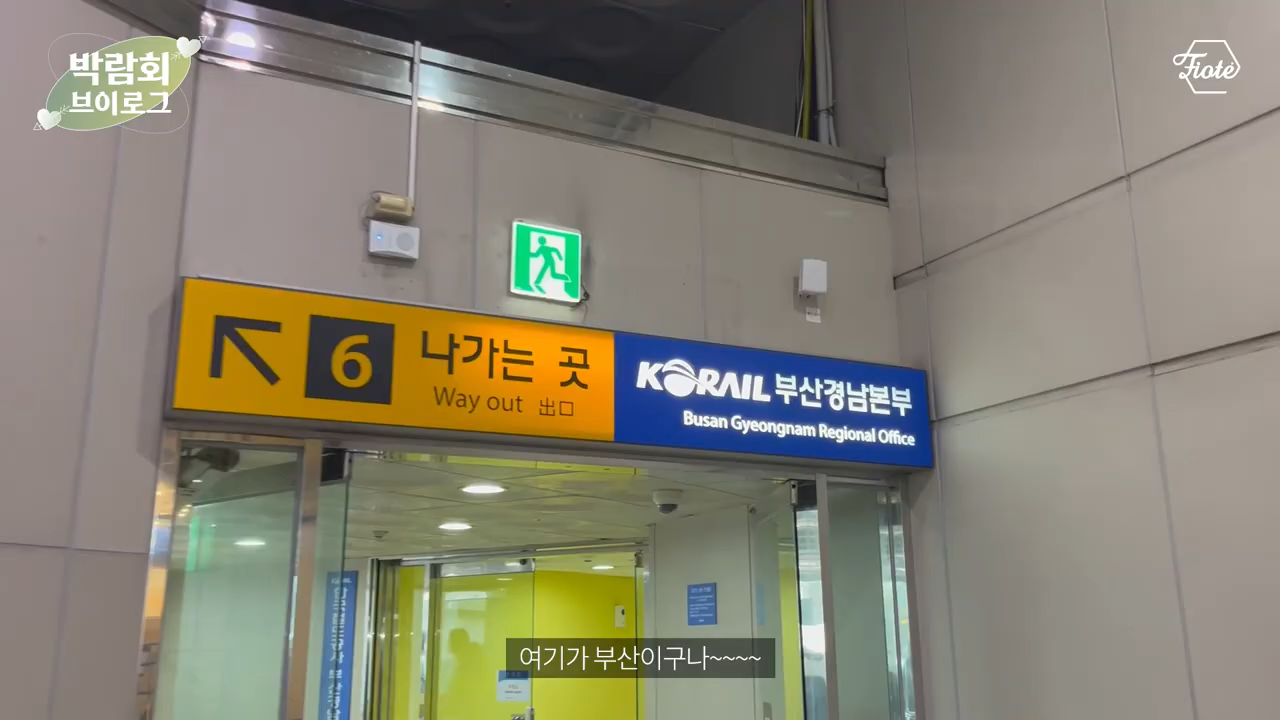 박람회
브이로그
Fiote
6
나가는 곳
Way out 出口
KORAIL 부산경남본부
Busan Gyeongnam Regional Office
여기가 부산이구나~~~~